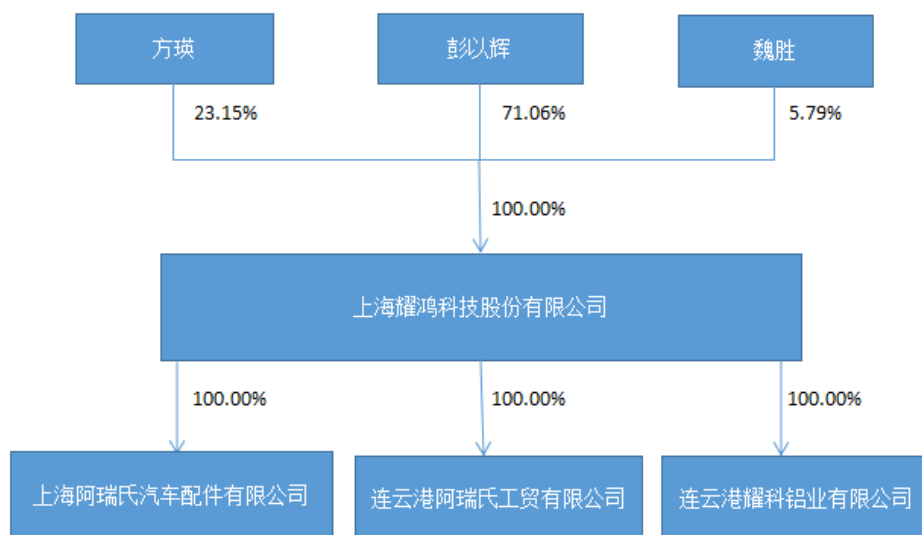 方瑛
彭以辉
魏胜
23.15%
71.06%
5.79%
100.00%
上海耀鸿科技股份有限公司
100.00%
100.00%
100.00%
上海阿瑞氏汽车配件有限公司
连云港阿瑞氏工贸有限公司
连云港耀科铝业有限公司